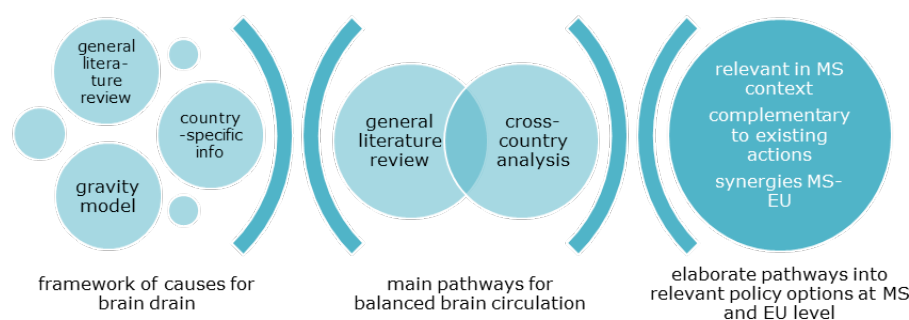 general
litera-
ture
review
country
-specific
info
gravity
model
framework of causes for
brain drain
general
literature
review
cross-
country
analysis
main pathways for
balanced brain circulation
relevant in MS
context
complementary
to existing
actions
synergies MS-
EU
elaborate pathways into
relevant policy options at MS
and EU level